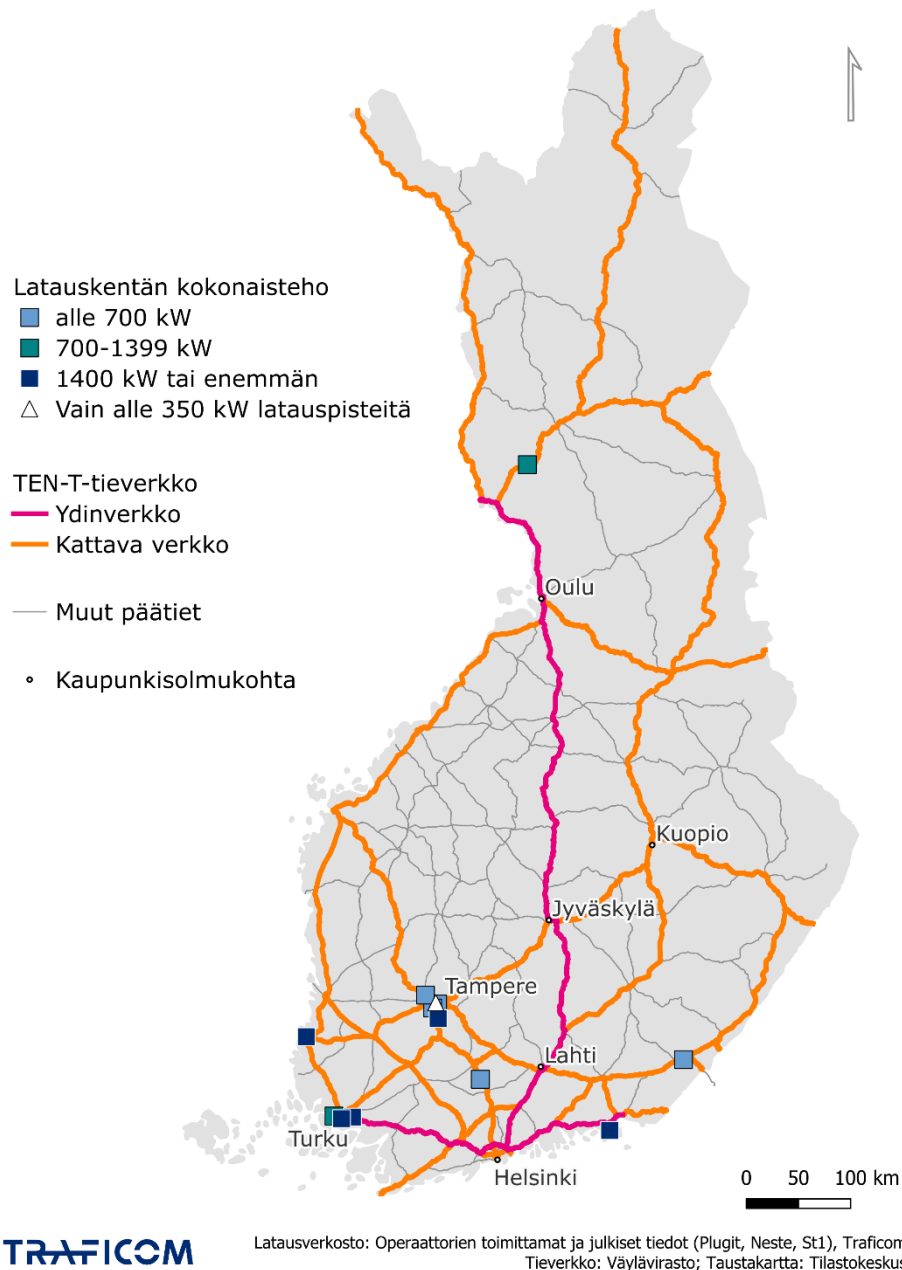 Latauskentän kokonaisteho
alle 700 kW
700-1399 kW
1400 kW tai enemmän
Vain alle 350 kW latauspisteitä
TEN-T-tieverkko
Ydinverkko
Kattava verkko
Muut päätiet
Kaupunkisolmukohta
Oulu
Kuopio
Jyväskylä
Tampere
Lahti
Turku
Helsinki
0 50 100 km
TRAFICOM
Latausverkosto: Operaattorien toimittamat ja julkiset tiedot (Plugit, Neste, St1), Traficom
Tieverkko: Väylävirasto; Taustakartta: Tilastokeskus